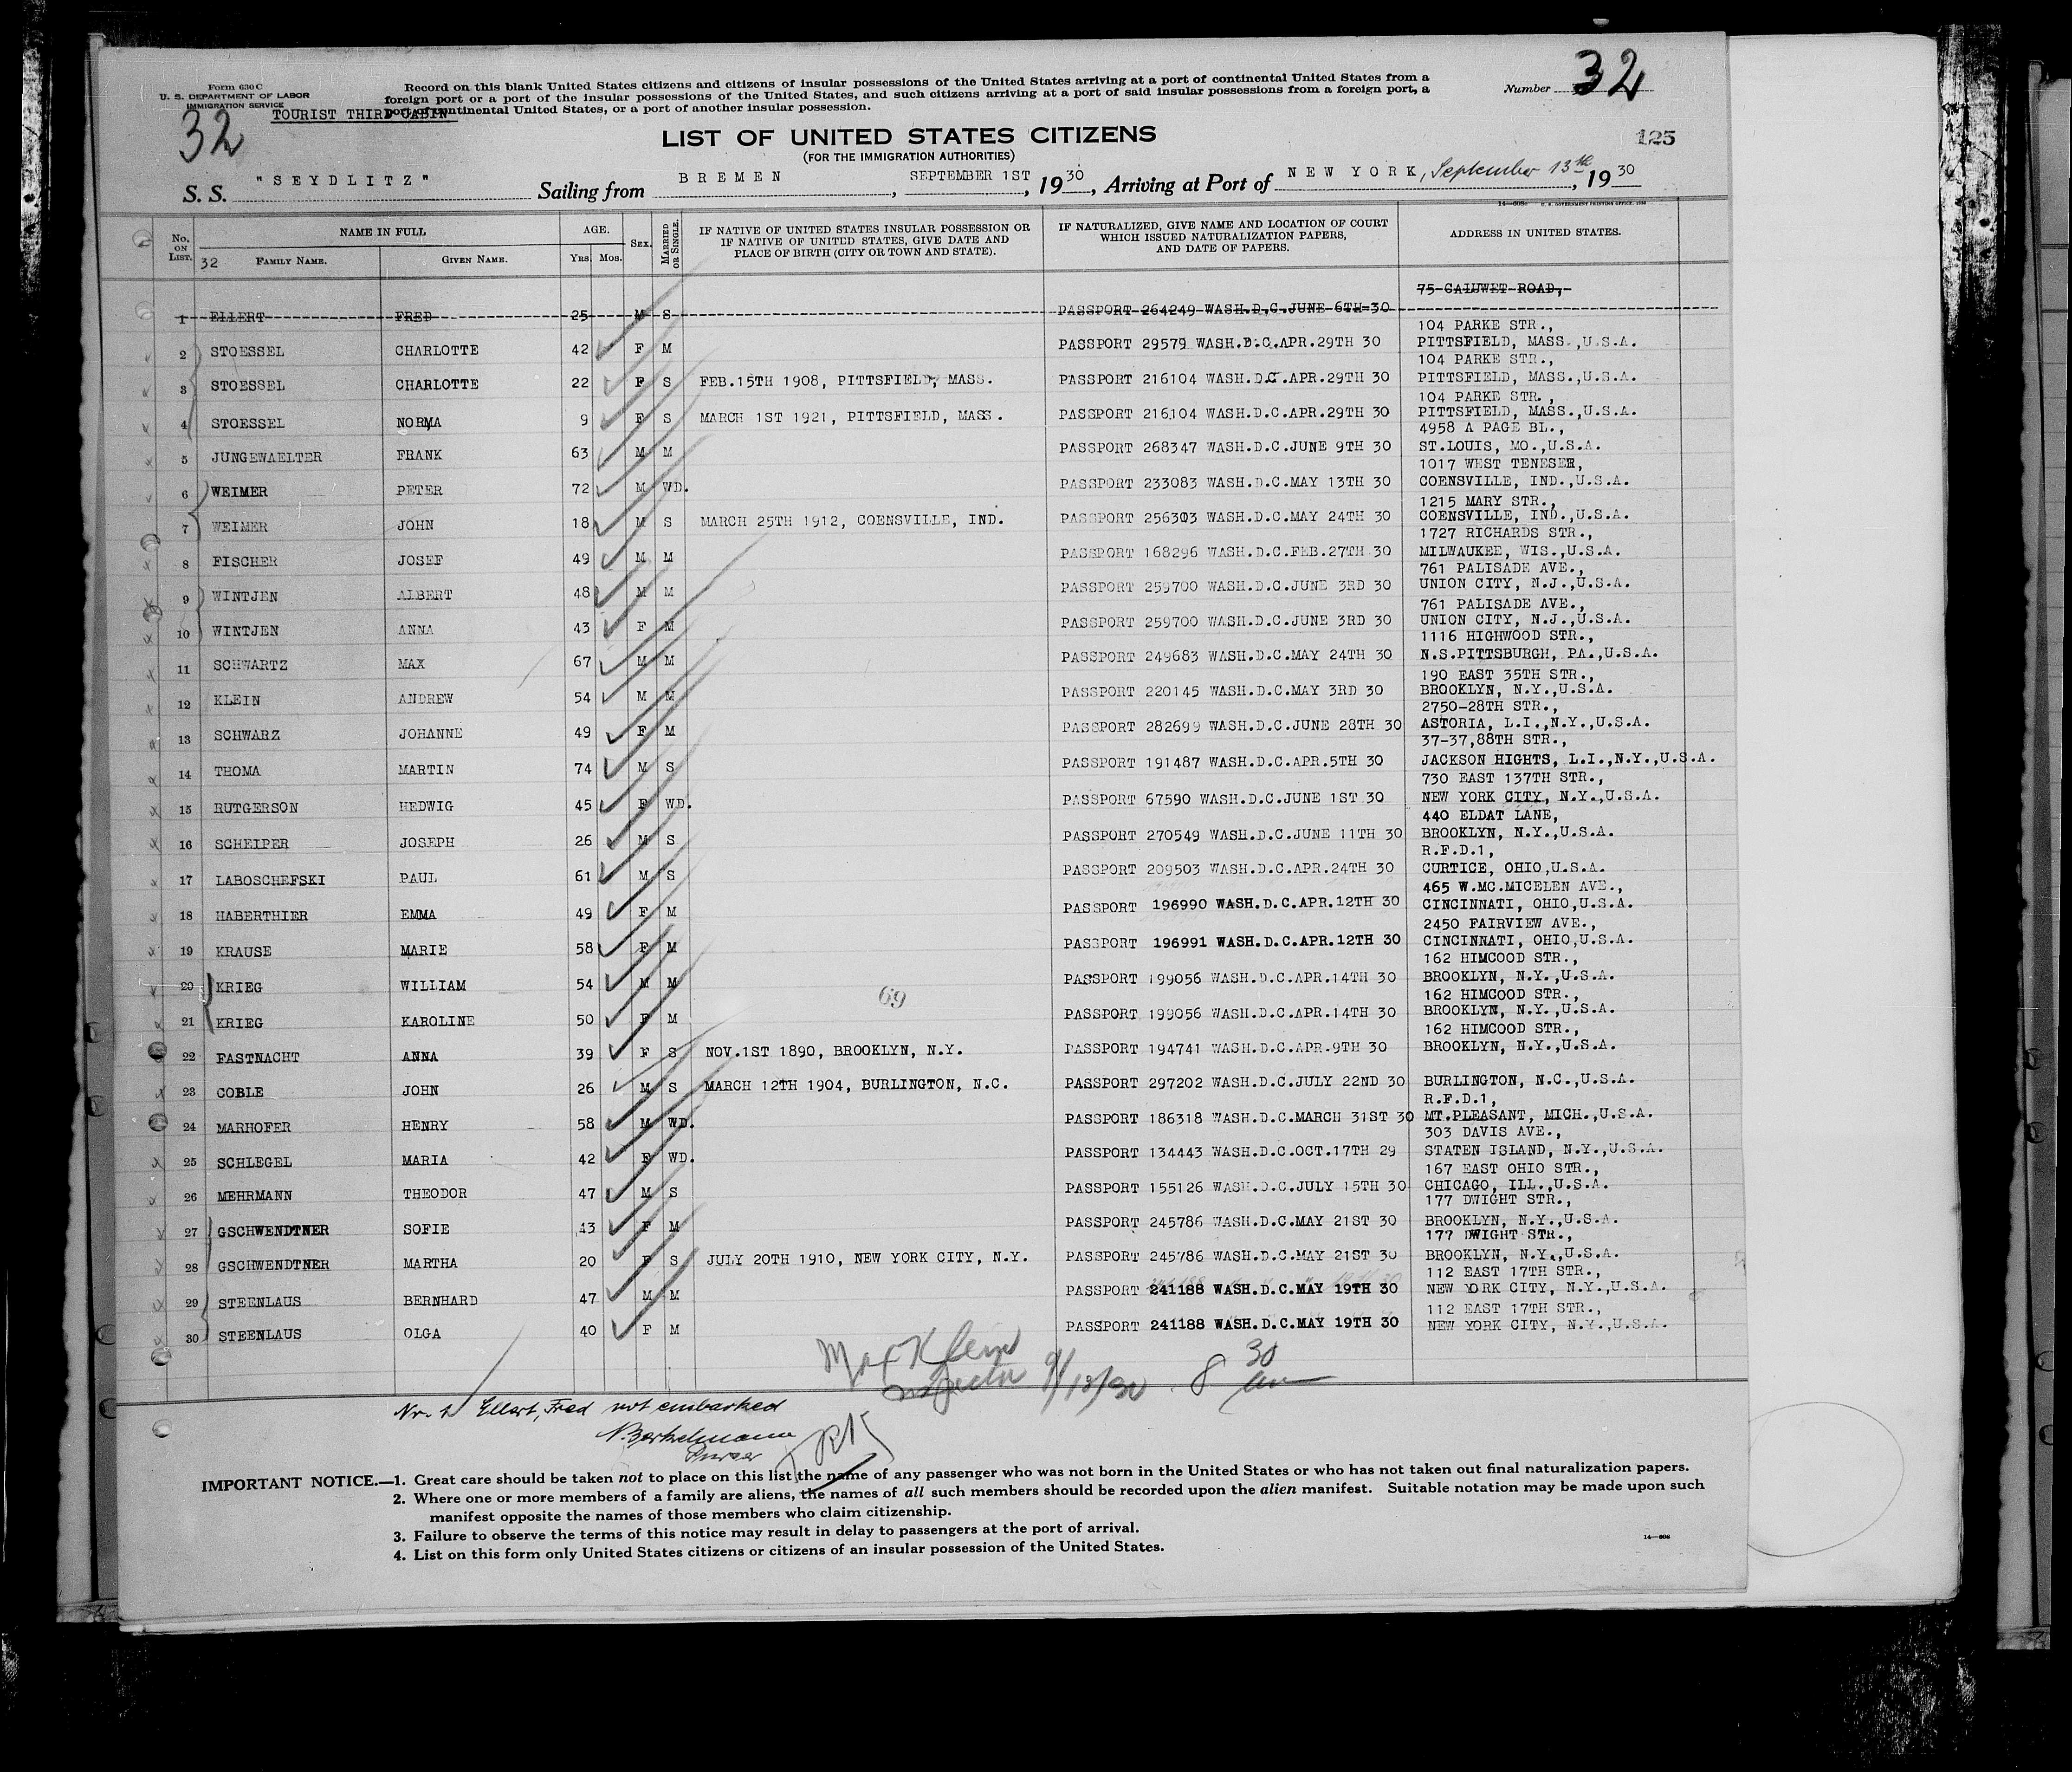 Form 630 C
U. S. DEPARTMENT OF LABOR
IMMIGRATION SERVICE
TOURIST THIRD CABIN
Record on this blank United States citizens and citizens of insular possessions of the United States arriving at a port of continental United States from a
foreign port or a port of the insular possessions of the United States, and such citizens arriving at port of said insular possessions from a foreign port, a
port of continental United States, or a port of another insular possession.
Number 32
32
LIST OF UNITED STATES CITIZENS
(FOR THE IMMIGRATION AUTHORITIES)
125
S. S. "SEYDLITZ" Sailing from BREMEN, SEPTEMBER 1ST, 1930, Arriving at Port of NEW YORK, September 13th, 1930
No. ON LIST. NAME IN FULL AGE. SEX. MARRIED OR SINGLE. IF NATIVE OF UNITED STATES INSULAR POSSESSION OR IF NATIVE OF UNITED STATES, GIVE DATE AND PLACE OF BIRTH (CITY OR TOWN AND STATE). IF NATURALIZED, GIVE NAME AND LOCATION OF COURT WHICH ISSUED NATURALIZATION PAPERS, AND DATE OF PAPERS. ADDRESS IN UNITED STATES.
32 FAMILY NAME. GIVEN NAME. Yrs. Mos.
75 CALUWET ROAD,
1 ELLERT FRED 25 M S PASSPORT 264249 WASH.D.C.JUNE 6TH 30
104 PARKE STR.,
2 STOESSEL CHARLOTTE 42 F M PASSPORT 29579 WASH.D.C.APR.29TH 30 PITTSFIELD, MASS.,U.S.A.
104 PARKE STR.,
3 STOESSEL CHARLOTTE 22 F S FEB.15TH 1908, PITTSFIELD, MASS. PASSPORT 216104 WASH.D.C.APR.29TH 30 PITTSFIELD, MASS.,U.S.A.
104 PARKE STR.,
4 STOESSEL NORMA 9 F S MARCH 1ST 1921, PITTSFIELD, MASS. PASSPORT 216104 WASH.D.C.APR.29TH 30 PITTSFIELD, MASS.,U.S.A.
4958 A PAGE BL.,
5 JUNGEWAELTER FRANK 63 M M PASSPORT 268347 WASH.D.C.JUNE 9TH 30 ST.LOUIS, MO.,U.S.A.
1017 WEST TENESER,
6 WEIMER PETER 72 M WD. PASSPORT 233083 WASH.D.C.MAY 13TH 30 COENSVILLE, IND.,U.S.A.
1215 MARY STR.,
7 WEIMER JOHN 18 M S MARCH 25TH 1912, COENSVILLE, IND. PASSPORT 256303 WASH.D.C.MAY 24TH 30 COENSVILLE, IND.,U.S.A.
1727 RICHARDS STR.,
8 FISCHER JOSEF 49 M M PASSPORT 168296 WASH.D.C.FEB.27TH 30 MILWAUKEE, WIS.,U.S.A.
761 PALISADE AVE.,
9 WINTJEN ALBERT 48 M M PASSPORT 259700 WASH.D.C.JUNE 3RD 30 UNION CITY, N.J.,U.S.A.
761 PALISADE AVE.,
10 WINTJEN ANNA 43 F M PASSPORT 259700 WASH.D.C.JUNE 3RD 30 UNION CITY, N.J.,U.S.A.
1116 HIGHWOOD STR.,
11 SCHWARTZ MAX 67 M M PASSPORT 249683 WASH.D.C.MAY 24TH 30 N.S.PITTSBURGH, PA.,U.S.A.
190 EAST 35TH STR.,
12 KLEIN ANDREW 54 M M PASSPORT 220145 WASH.D.C.MAY 3RD 30 BROOKLYN, N.Y.,U.S.A.
2750-28TH STR.,
13 SCHWARZ JOHANNE 49 F M PASSPORT 282699 WASH.D.C.JUNE 28TH 30 ASTORIA, L.I.,N.Y.,U.S.A.
37-37,88TH STR.,
14 THOMA MARTIN 74 M S PASSPORT 191487 WASH.D.C.APR.5TH 30 JACKSON HIGHTS, L.I.,N.Y.,U.S.A.
730 EAST 137TH STR.,
15 RUTGERSON HEDWIG 45 F WD. PASSPORT 67590 WASH.D.C.JUNE 1ST 30 NEW YORK CITY, N.Y.,U.S.A.
440 ELDAT LANE,
16 SCHEIPER JOSEPH 26 M S PASSPORT 270549 WASH.D.C.JUNE 11TH 30 BROOKLYN, N.Y.,U.S.A.
R.F.D.1,
17 LABOSCHEFSKI PAUL 61 M S PASSPORT 209503 WASH.D.C.APR.24TH 30 CURTICE, OHIO,U.S.A.
465 W.MC.MICELEN AVE.,
18 HABERTHIER EMMA 49 F M PASSPORT 196990 WASH.D.C.APR.12TH 30 CINCINNATI, OHIO,U.S.A.
2450 FAIRVIEW AVE.,
19 KRAUSE MARIE 58 F M PASSPORT 196991 WASH.D.C.APR.12TH 30 CINCINNATI, OHIO,U.S.A.
162 HIMCOOD STR.,
20 KRIEG WILLIAM 54 M M PASSPORT 199056 WASH.D.C.APR.14TH 30 BROOKLYN, N.Y.,U.S.A.
69
162 HIMCOOD STR.,
21 KRIEG KAROLINE 50 F M PASSPORT 199056 WASH.D.C.APR.14TH 30 BROOKLYN, N.Y.,U.S.A.
162 HIMCOOD STR.,
22 FASTNACHT ANNA 39 F S NOV.1ST 1890, BROOKLYN, N.Y. PASSPORT 194741 WASH.D.C.APR.9TH 30 BROOKLYN, N.Y.,U.S.A.
23 COBLE JOHN 26 M S MARCH 12TH 1904, BURLINGTON, N.C. PASSPORT 297202 WASH.D.C.JULY 22ND 30 BURLINGTON, N.C.,U.S.A.
R.F.D.1,
24 MARHOFER HENRY 58 M WD. PASSPORT 186318 WASH.D.C.MARCH 31ST 30 MT.PLEASANT, MICH.,U.S.A.
303 DAVIS AVE.,
25 SCHLEGEL MARIA 42 F WD. PASSPORT 134443 WASH.D.C.OCT.17TH 29 STATEN ISLAND, N.Y.,U.S.A.
167 EAST OHIO STR.,
26 MEHRMANN THEODOR 47 M S PASSPORT 155126 WASH.D.C.JULY 15TH 30 CHICAGO, ILL.,U.S.A.
177 DWIGHT STR.,
27 GSCHWENDTNER SOFIE 43 F M PASSPORT 245786 WASH.D.C.MAY 21ST 30 BROOKLYN, N.Y.,U.S.A.
177 DWIGHT STR.,
28 GSCHWENDTNER MARTHA 20 F S JULY 20TH 1910, NEW YORK CITY, N.Y. PASSPORT 245786 WASH.D.C.MAY 21ST 30 BROOKLYN, N.Y.,U.S.A.
112 EAST 17TH STR.,
29 STEENLAUS BERNHARD 47 M M PASSPORT 241188 WASH.D.C.MAY 19TH 30 NEW YORK CITY, N.Y.,U.S.A.
112 EAST 17TH STR.,
30 STEENLAUS OLGA 40 F M PASSPORT 241188 WASH.D.C.MAY 19TH 30 NEW YORK CITY, N.Y.,U.S.A.
Max Klein
Inspector 9/13/30 8 30 am
Nr. 1 Ellert, Fred not embarked
Purser
IMPORTANT NOTICE.—1. Great care should be taken not to place on this list the name of any passenger who was not born in the United States or who has not taken out final naturalization papers.
2. Where one or more members of a family are aliens, the names of all such members should be recorded upon the alien manifest. Suitable notation may be made upon such
manifest opposite the names of those members who claim citizenship.
3. Failure to observe the terms of this notice may result in delay to passengers at the port of arrival.
4. List on this form only United States citizens or citizens of an insular possession of the United States.